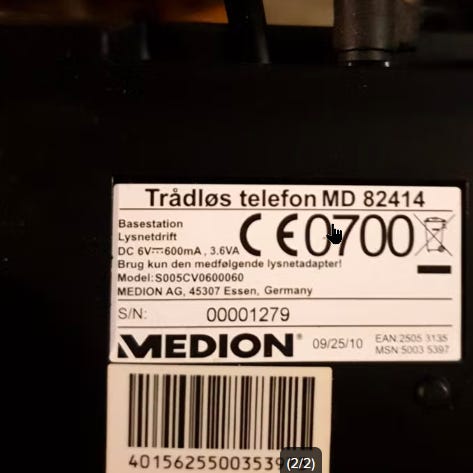 Trådløs telefon MD 82414
Basestation
Lysnetdrift
DC 6V⎓600mA , 3.6VA
CE0700
Brug kun den medfølgende lysnetadapter!
Model:S005CV0600060
MEDION AG, 45307 Essen, Germany
S/N: 00001279
MEDION® 09/25/10
EAN:2505 3135
MSN:5003 5397
40156255003539
(2/2)